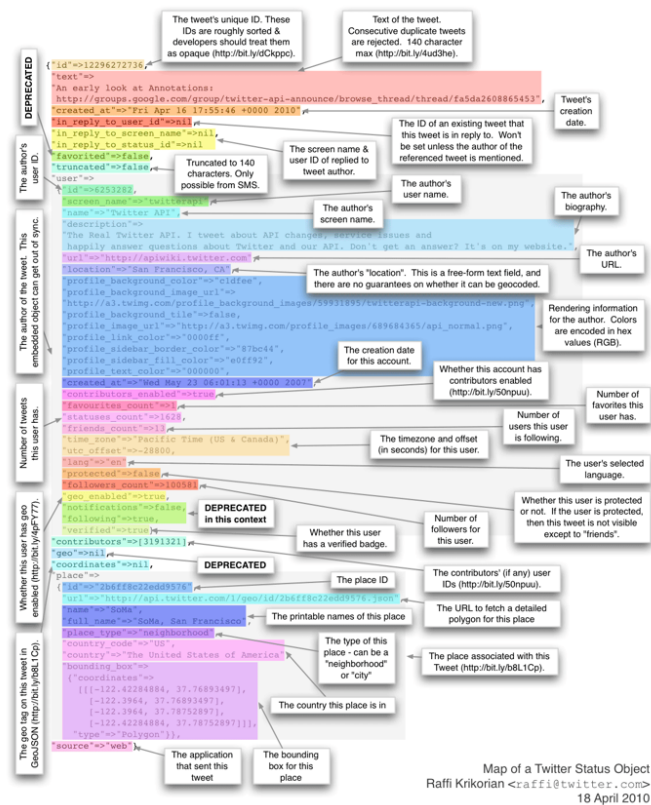 The tweet's unique ID. These
IDs are roughly sorted &
developers should treat them
as opaque (http://bit.ly/dCkppc).
Text of the tweet.
Consecutive duplicate tweets
are rejected. 140 character
max (http://bit.ly/4ud3he).
DEPRECATED
{"id"=>12296272736,
"text"=>
"An early look at Annotations:
http://groups.google.com/group/twitter-api-announce/browse_thread/thread/fa5da2608865453",
"created_at"=>"Fri Apr 16 17:55:46 +0000 2010",
Tweet's
creation
date.
"in_reply_to_user_id"=>nil,
"in_reply_to_screen_name"=>nil,
"in_reply_to_status_id"=>nil
The ID of an existing tweet that
this tweet is in reply to. Won't
be set unless the author of the
referenced tweet is mentioned.
The screen name &
user ID of replied to
tweet author.
"favorited"=>false,
"truncated"=>false,
Truncated to 140
characters. Only
possible from SMS.
The author's
user ID.
"user"=>
{"id"=>6253282,
"screen_name"=>"twitterapi",
The author's
user name.
"name"=>"Twitter API",
The author's
screen name.
The author's
biography.
"description"=>
"The Real Twitter API. I tweet about API changes, service issues and
happily answer questions about Twitter and our API. Don't get an answer? It's on my website.",
"url"=>"http://apiwiki.twitter.com",
The author's
URL.
"location"=>"San Francisco, CA",
The author's "location". This is a free-form text field, and
there are no guarantees on whether it can be geocoded.
The author of the tweet. This
embedded object can get out of sync.
"profile_background_color"=>"c1dfee",
"profile_background_image_url"=>
"http://a3.twimg.com/profile_background_images/59931895/twitterapi-background-new.png",
"profile_background_tile"=>false,
"profile_image_url"=>"http://a3.twimg.com/profile_images/689684365/api_normal.png",
"profile_link_color"=>"0000ff",
"profile_sidebar_border_color"=>"87bc44",
"profile_sidebar_fill_color"=>"e0ff92",
"profile_text_color"=>"000000",
Rendering information
for the author. Colors
are encoded in hex
values (RGB).
"created_at"=>"Wed May 23 06:01:13 +0000 2007",
The creation date
for this account.
"contributors_enabled"=>true,
Whether this account has
contributors enabled
(http://bit.ly/50npuu).
"favourites_count"=>1,
Number of
favorites this
user has.
"statuses_count"=>1628,
Number of tweets
this user has.
"friends_count"=>13,
Number of
users this user
is following.
"time_zone"=>"Pacific Time (US & Canada)",
"utc_offset"=>-28800,
The timezone and offset
(in seconds) for this user.
"lang"=>"en",
The user's selected
language.
"protected"=>false,
Whether this user is protected
or not. If the user is protected,
then this tweet is not visible
except to "friends".
"followers_count"=>100581,
Number of
followers for
this user.
"geo_enabled"=>true,
Whether this user has geo
enabled (http://bit.ly/4pFY77).
"notifications"=>false,
"following"=>true,
DEPRECATED
in this context
"verified"=>true},
Whether this user
has a verified badge.
"contributors"=>[3191321],
The contributors' (if any) user
IDs (http://bit.ly/50npuu).
"geo"=>nil,
DEPRECATED
"coordinates"=>nil,
The geo tag on this tweet in
GeoJSON (http://bit.ly/b8L1Cp).
"place"=>
{"id"=>"2b6ff8c22edd9576",
The place ID
"url"=>"http://api.twitter.com/1/geo/id/2b6ff8c22edd9576.json",
The URL to fetch a detailed
polygon for this place
"name"=>"SoMa",
"full_name"=>"SoMa, San Francisco",
The printable names of this place
"place_type"=>"neighborhood",
The type of this
place - can be a
"neighborhood"
or "city"
The place associated with this
Tweet (http://bit.ly/b8L1Cp).
"country_code"=>"US",
"country"=>"The United States of America",
The country this place is in
"bounding_box"=>
{"coordinates"=>
[[[-122.42284884, 37.76893497],
[-122.3964, 37.76893497],
[-122.3964, 37.78752897],
[-122.42284884, 37.78752897]]],
"type"=>"Polygon"}},
The bounding
box for this
place
"source"=>"web"}
The application
that sent this
tweet
Map of a Twitter Status Object
Raffi Krikorian <raffi@twitter.com>
18 April 2010